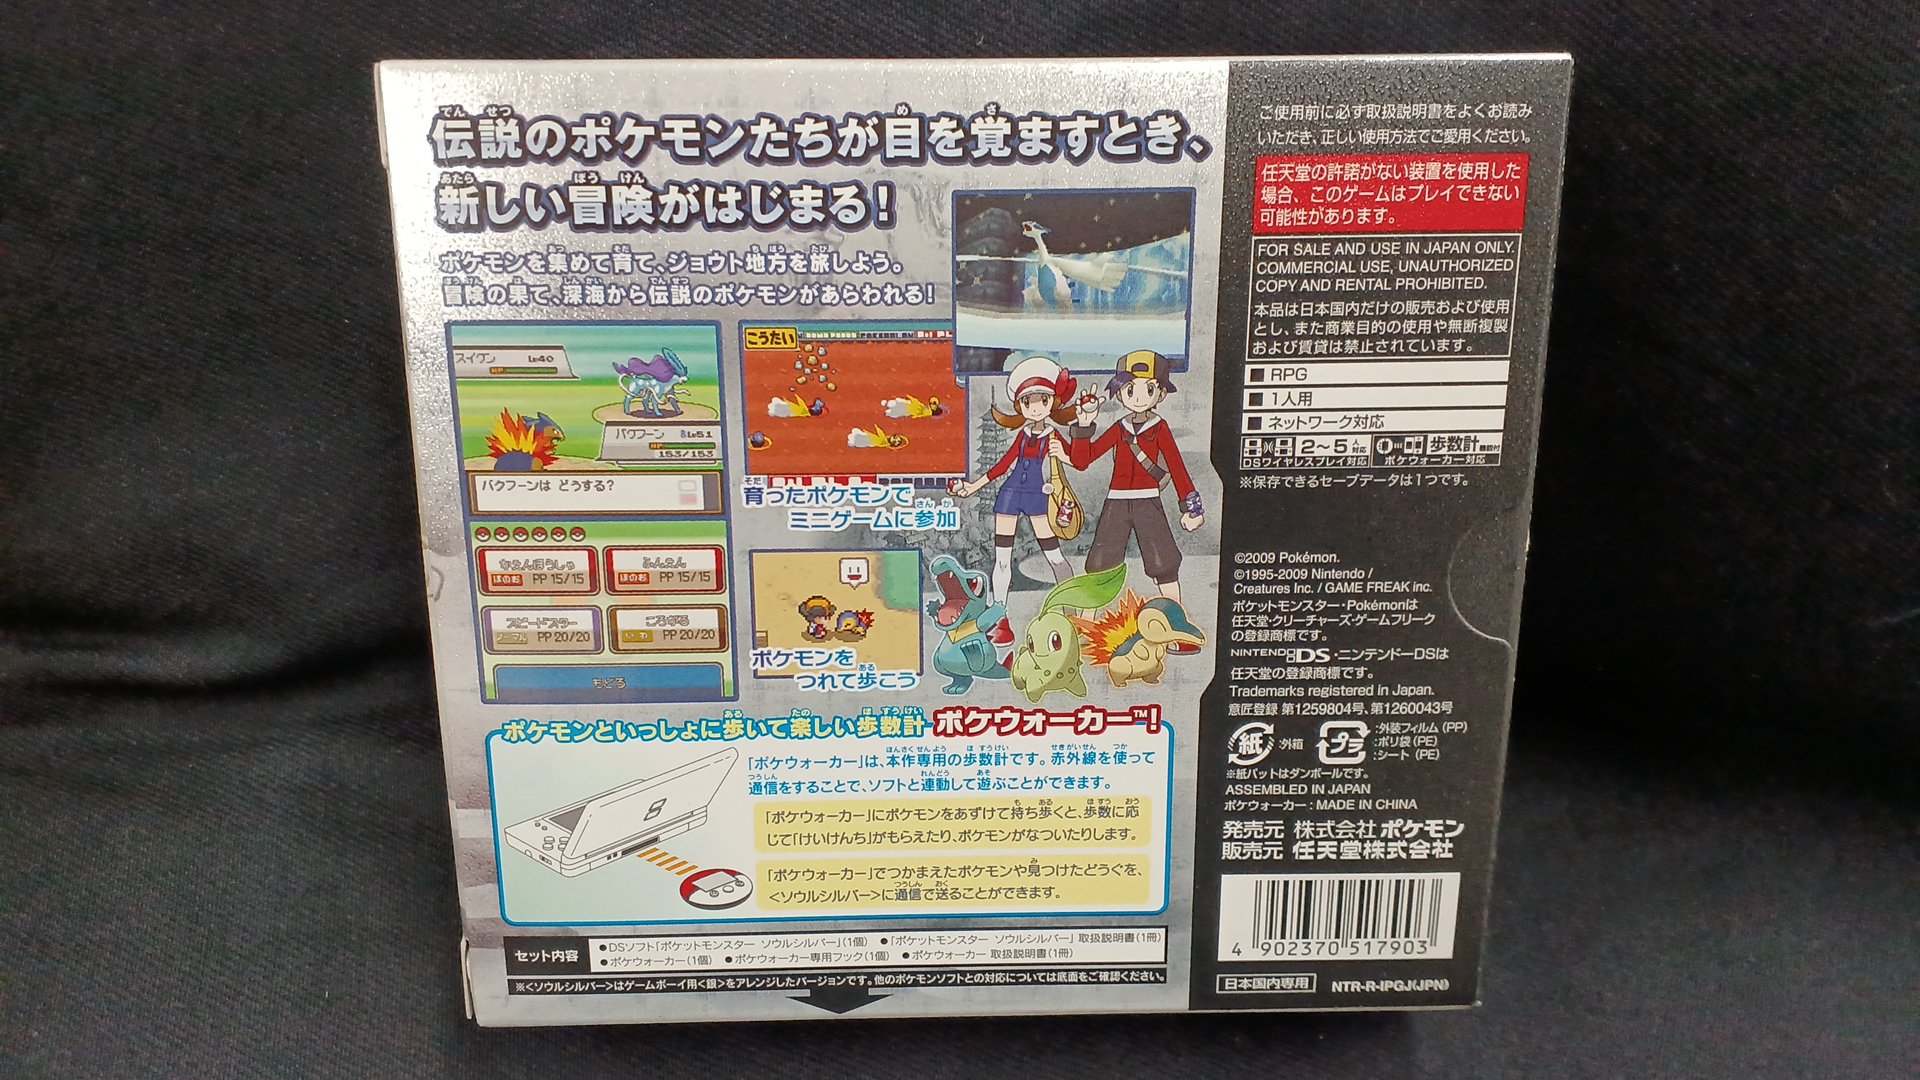 伝説のポケモンたちが目を覚ますとき、
新しい冒険がはじまる!
ポケモンを集めて育て、ジョウト地方を旅しよう。
冒険の果て、深海から伝説のポケモンがあらわれる!
スイクン Lv40
HP
バクフーン ♂Lv51
HP
153/153
バクフーンは どうする?
かえんほうしゃ
ほのお PP 15/15
ふんえん
ほのお PP 15/15
スピードスター
ノーマル PP 20/20
ころがる
いわ PP 20/20
もどる
こうたい
育ったポケモンで
ミニゲームに参加
ポケモンを
つれて歩こう
ポケモンといっしょに歩いて楽しい歩数計 ポケウォーカー™!
「ポケウォーカー」は、本作専用の歩数計です。赤外線を使って
通信をすることで、ソフトと連動して遊ぶことができます。
「ポケウォーカー」にポケモンをあずけて持ち歩くと、歩数に応
じて「けいけんち」がもらえたり、ポケモンがなついたりします。
「ポケウォーカー」でつかまえたポケモンや見つけたどうぐを、
<ソウルシルバー>に通信で送ることができます。
セット内容
●DSソフト「ポケットモンスター ソウルシルバー」(1個) ●「ポケットモンスター ソウルシルバー」取扱説明書(1冊)
●ポケウォーカー(1個) ●ポケウォーカー専用フック(1個) ●ポケウォーカー 取扱説明書(1冊)
※<ソウルシルバー>はゲームボーイ用<銀>をアレンジしたバージョンです。他のポケモンソフトとの対応については底面をご確認ください。
ご使用前に必ず取扱説明書をよくお読み
いただき、正しい使用方法でご愛用ください。
任天堂の許諾がない装置を使用した
場合、このゲームはプレイできない
可能性があります。
FOR SALE AND USE IN JAPAN ONLY.
COMMERCIAL USE, UNAUTHORIZED
COPY AND RENTAL PROHIBITED.
本品は日本国内だけの販売および使用
とし、また商業目的の使用や無断複製
および賃貸は禁止されています。
■ RPG
■ 1人用
■ ネットワーク対応
2〜5人対応
DSワイヤレスプレイ対応
歩数計機能付
ポケウォーカー対応
※保存できるセーブデータは1つです。
©2009 Pokémon.
©1995-2009 Nintendo /
Creatures Inc. / GAME FREAK inc.
ポケットモンスター・Pokémonは
任天堂・クリーチャーズ・ゲームフリーク
の登録商標です。
NINTENDO DS・ニンテンドーDSは
任天堂の登録商標です。
Trademarks registered in Japan.
意匠登録 第1259804号、第1260043号
紙 :外箱
プラ :外装フィルム (PP)
:ポリ袋 (PE)
:シート (PE)
※紙パットはダンボールです。
ASSEMBLED IN JAPAN
ポケウォーカー : MADE IN CHINA
発売元 株式会社ポケモン
販売元 任天堂株式会社
4 902370 517903
日本国内専用 NTR-R-IPGJ(JPN)